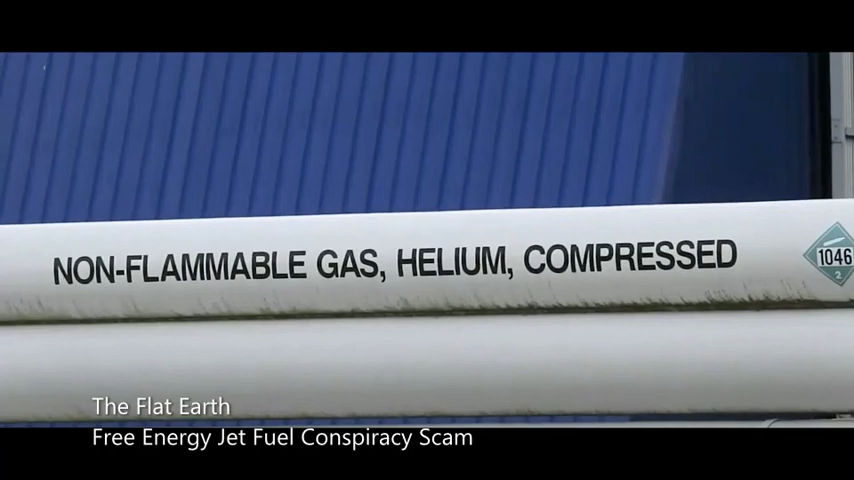 NON-FLAMMABLE GAS, HELIUM, COMPRESSED
1046
2
The Flat Earth
Free Energy Jet Fuel Conspiracy Scam